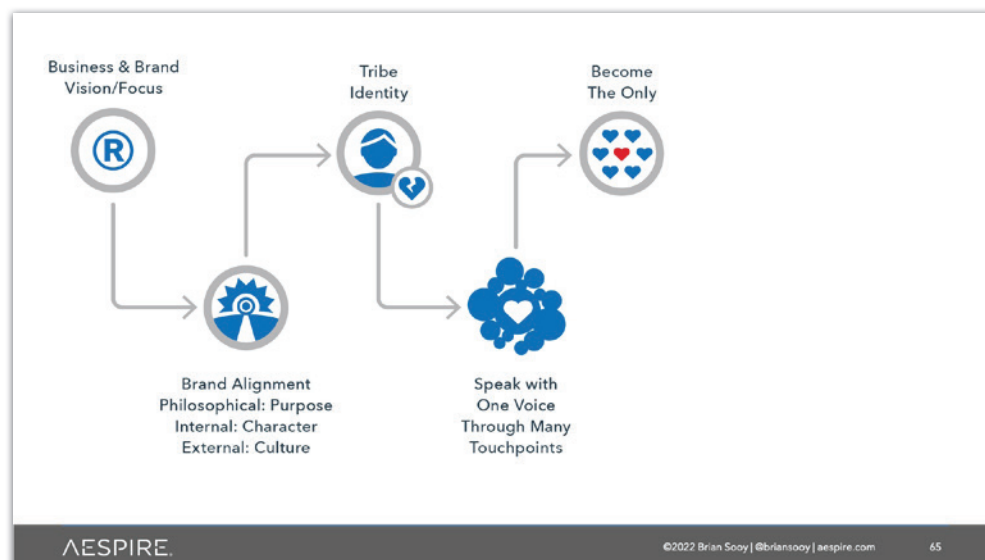 Business & Brand
Vision/Focus
®
Tribe
Identity
Become
The Only
Brand Alignment
Philosophical: Purpose
Internal: Character
External: Culture
Speak with
One Voice
Through Many
Touchpoints
AESPIRE.
©2022 Brian Sooy | @briansooy | aespire.com
65